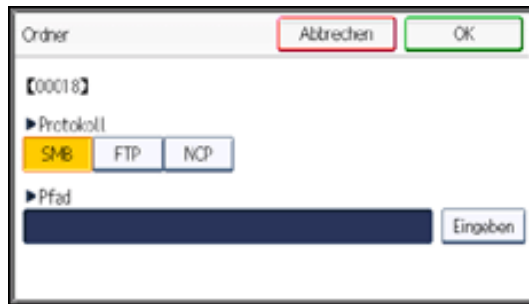 Ordner Abbrechen OK
【00018】
►Protokoll
SMB FTP NCP
►Pfad
Eingeben